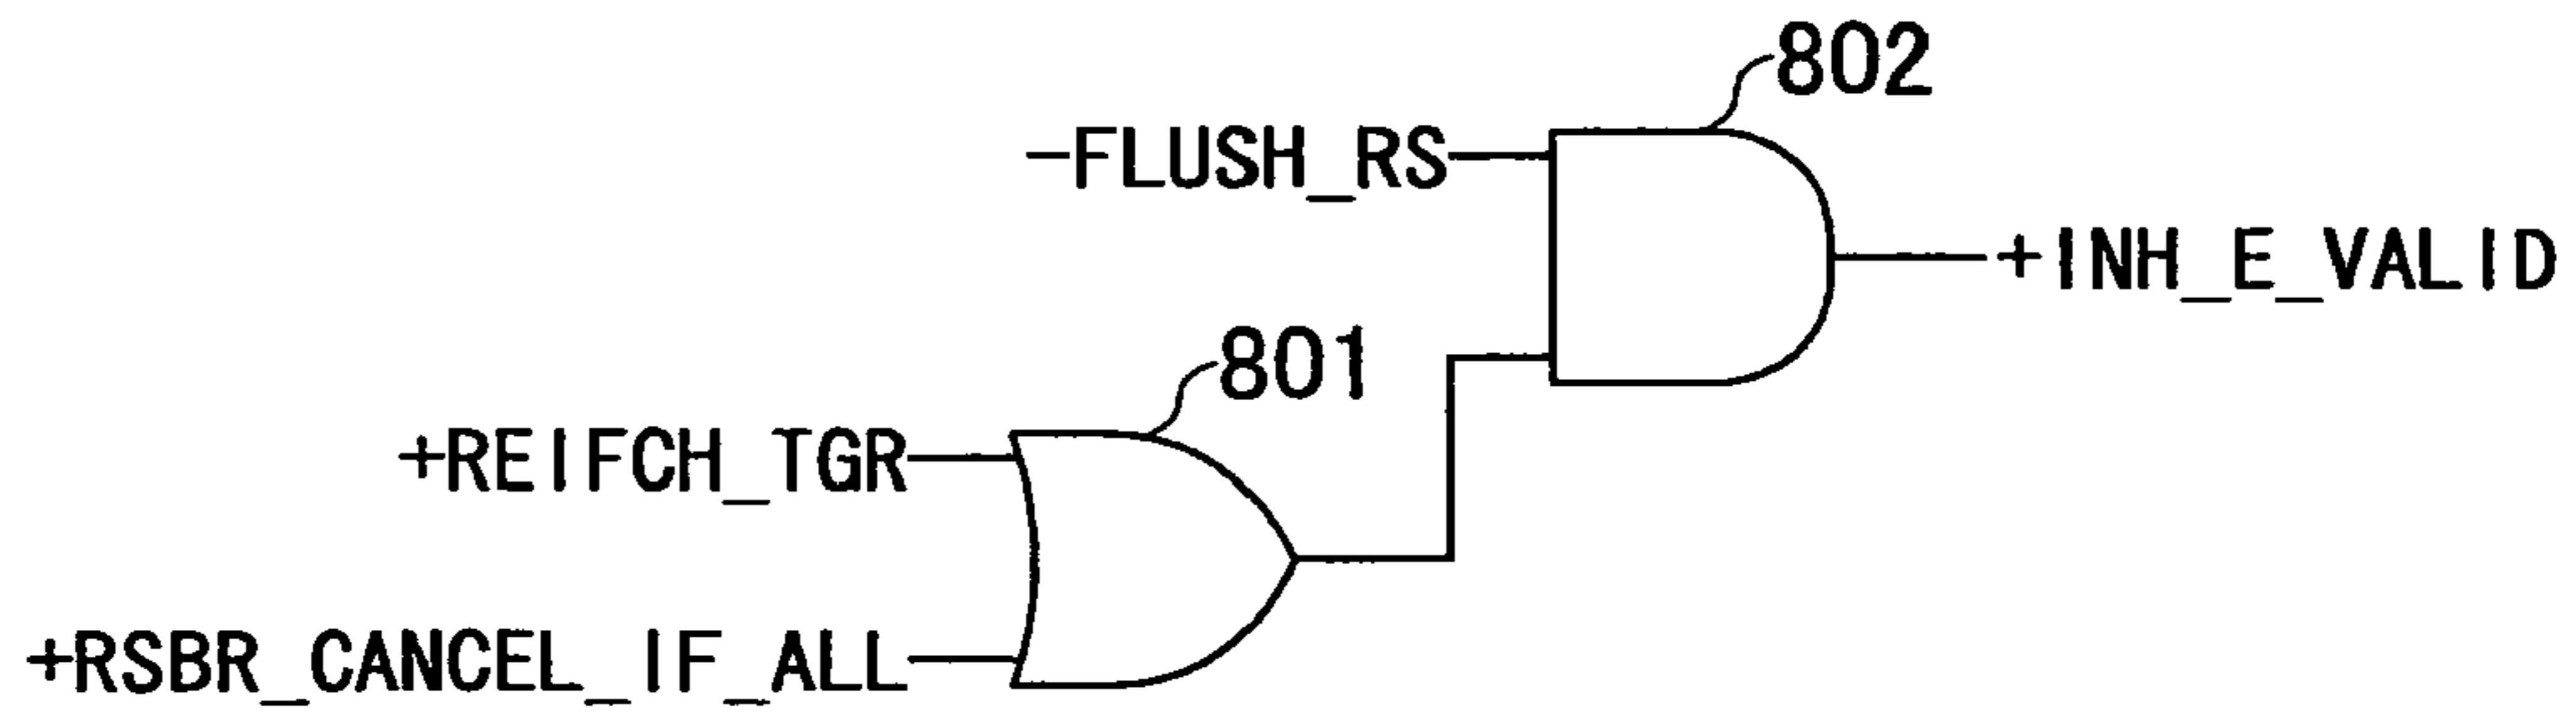 802
-FLUSH_RS
+INH_E_VALID
801
+REIFCH_TGR
+RSBR_CANCEL_IF_ALL